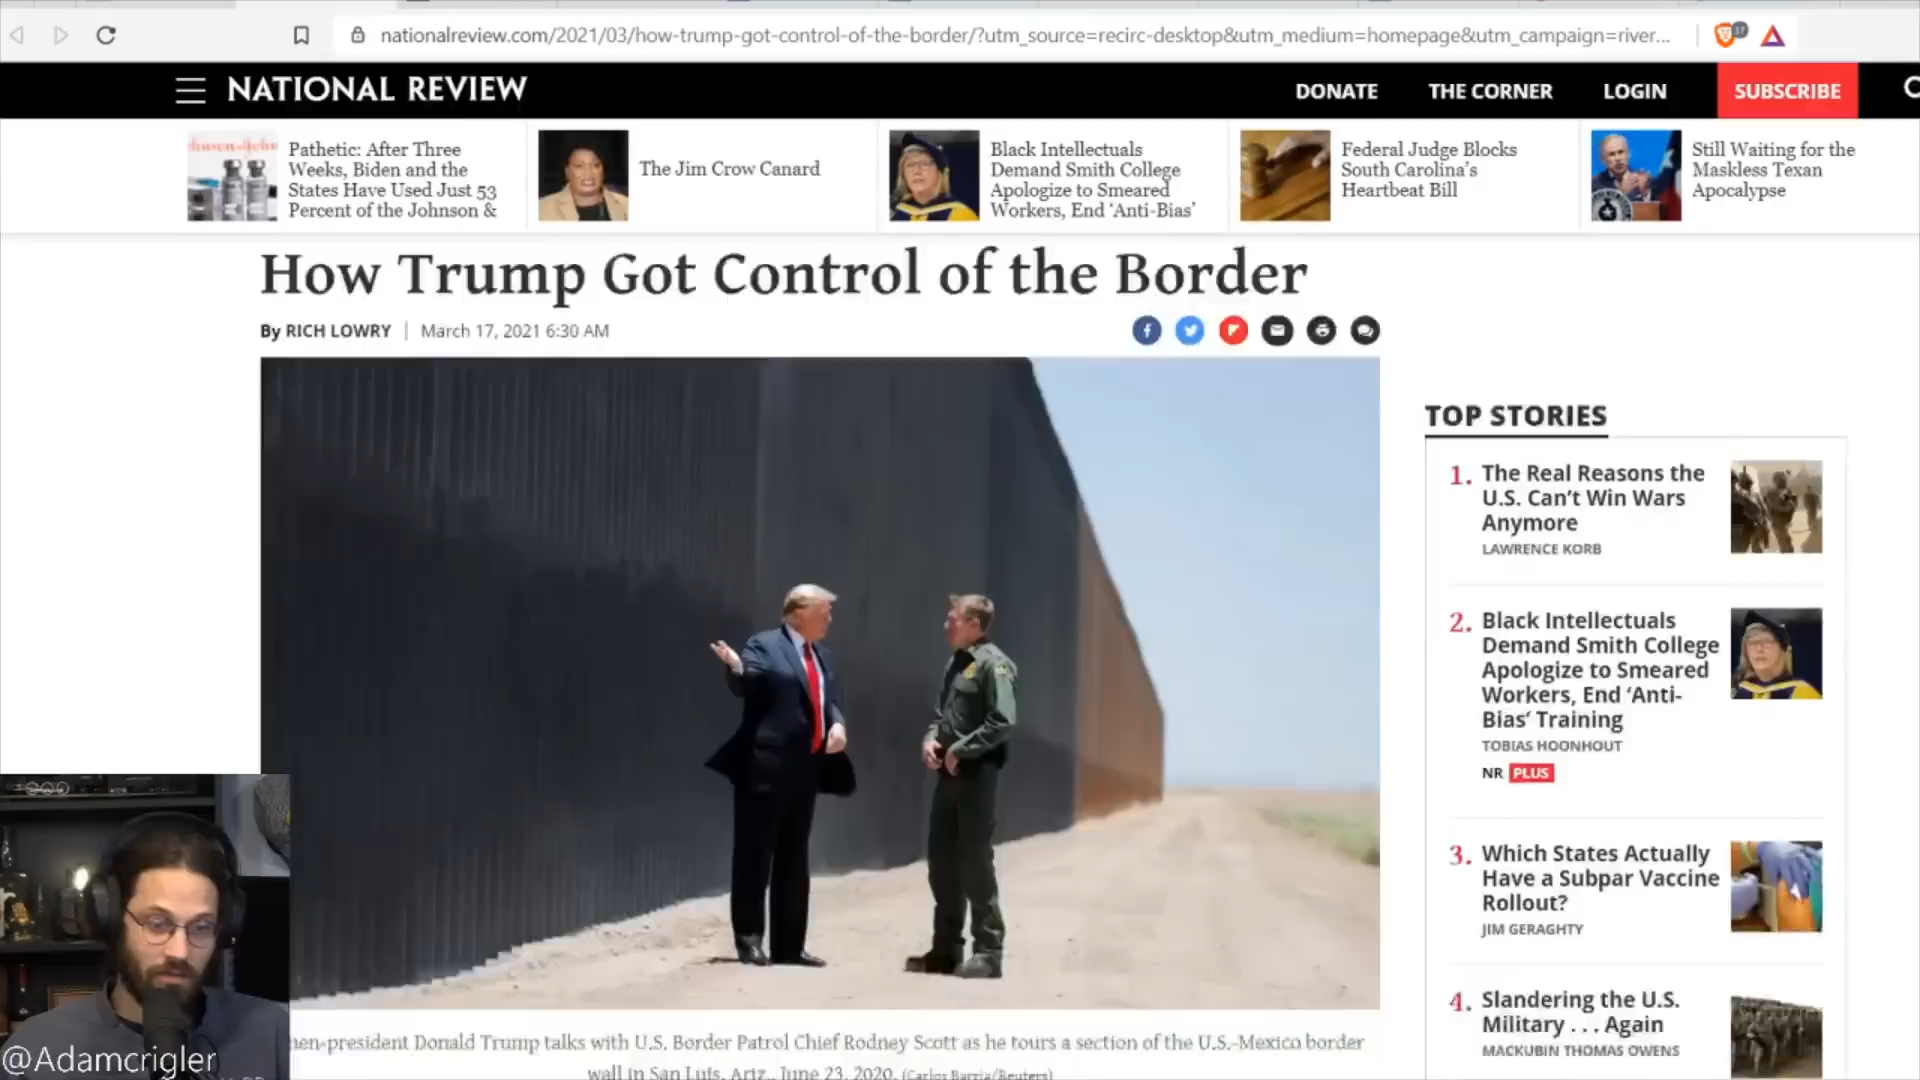 nationalreview.com/2021/03/how-trump-got-control-of-the-border/?utm_source=recirc-desktop&utm_medium=homepage&utm_campaign=river...
37
NATIONAL REVIEW
DONATE THE CORNER LOGIN SUBSCRIBE
Pathetic: After Three
Weeks, Biden and the
States Have Used Just 53
Percent of the Johnson &
The Jim Crow Canard
Black Intellectuals
Demand Smith College
Apologize to Smeared
Workers, End ‘Anti-Bias’
Federal Judge Blocks
South Carolina’s
Heartbeat Bill
Still Waiting for the
Maskless Texan
Apocalypse
How Trump Got Control of the Border
By RICH LOWRY | March 17, 2021 6:30 AM
TOP STORIES
1. The Real Reasons the
U.S. Can’t Win Wars
Anymore
LAWRENCE KORB
2. Black Intellectuals
Demand Smith College
Apologize to Smeared
Workers, End ‘Anti-
Bias’ Training
TOBIAS HOONHOUT
NR PLUS
3. Which States Actually
Have a Subpar Vaccine
Rollout?
JIM GERAGHTY
4. Slandering the U.S.
Military . . . Again
MACKUBIN THOMAS OWENS
hen-president Donald Trump talks with U.S. Border Patrol Chief Rodney Scott as he tours a section of the U.S.-Mexico border
wall in San Luis, Ariz., June 23, 2020. (Carlos Barria/Reuters)
@Adamcrigler